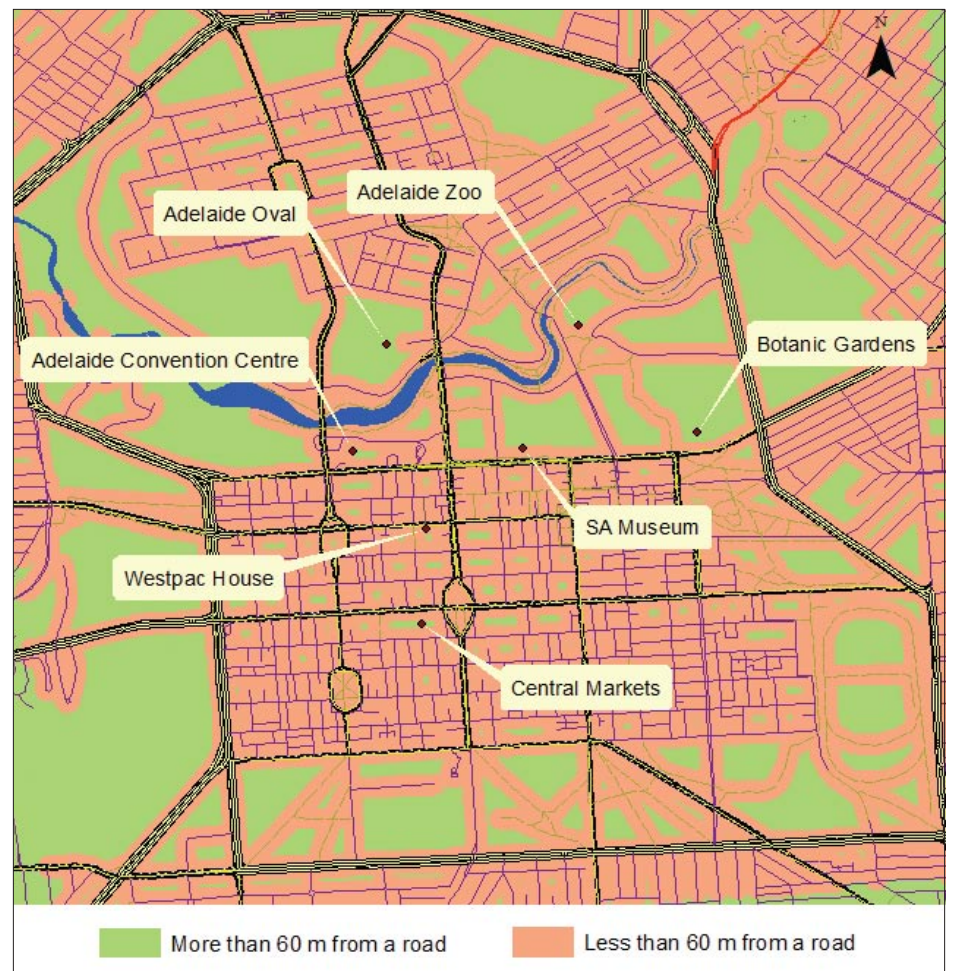 N
Adelaide Zoo
Adelaide Oval
Adelaide Convention Centre
Botanic Gardens
SA Museum
Westpac House
Central Markets
More than 60 m from a road
Less than 60 m from a road